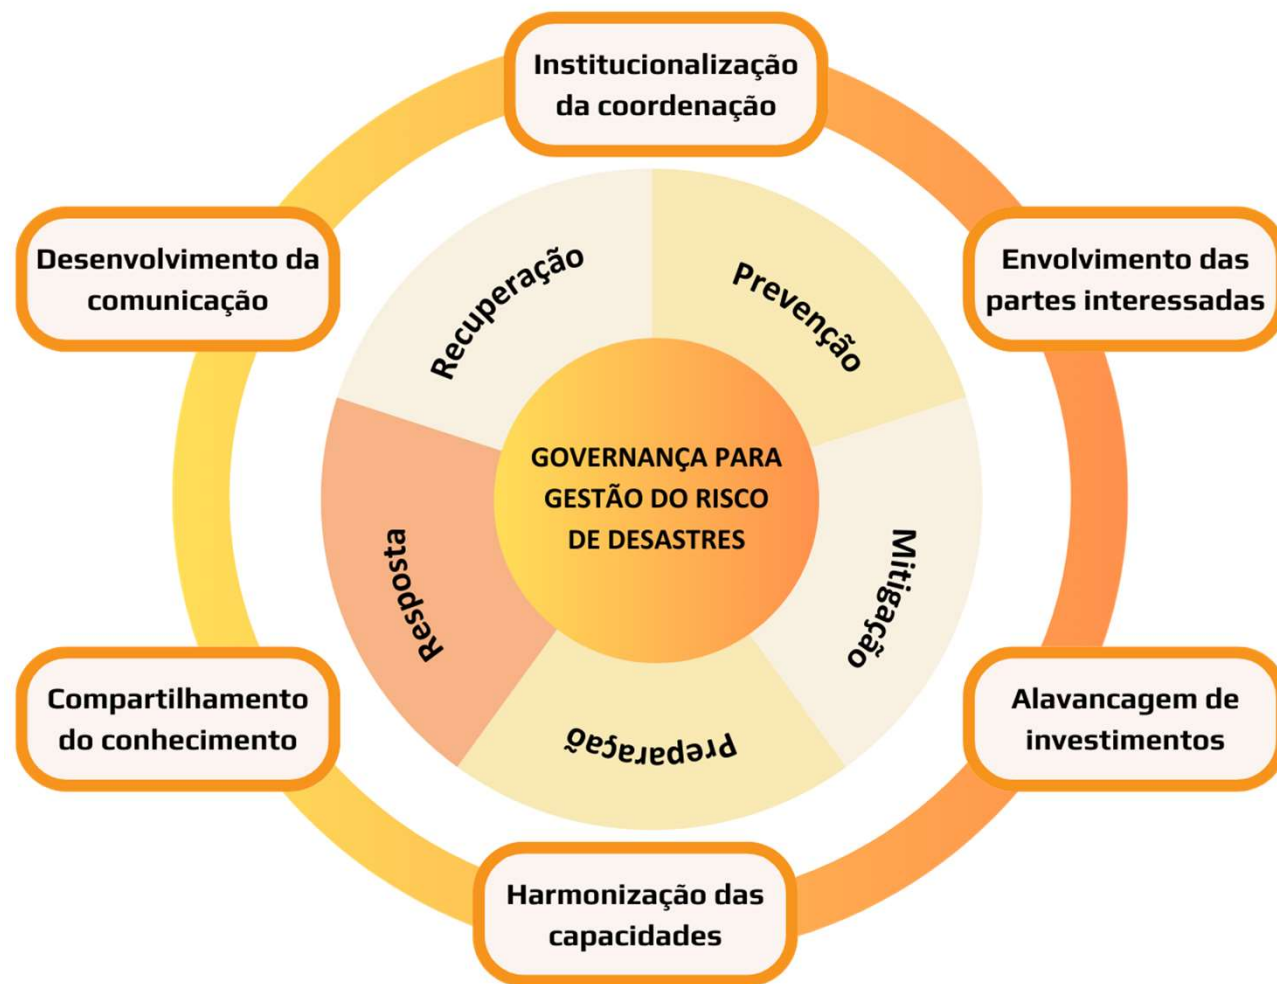 Institucionalização
da coordenação
Desenvolvimento da
comunicação
Envolvimento das
partes interessadas
Recuperação
Prevenção
GOVERNANÇA PARA
GESTÃO DO RISCO
DE DESASTRES
Resposta
Mitigação
Preparação
Compartilhamento
do conhecimento
Alavancagem de
investimentos
Harmonização das
capacidades